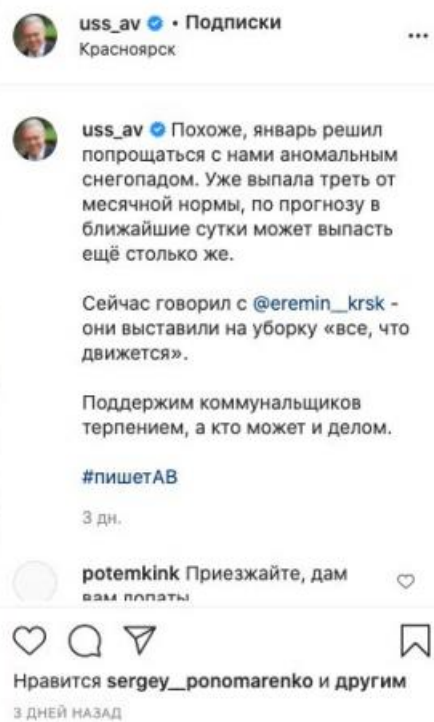 uss_av • Подписки
Красноярск
uss_av Похоже, январь решил
попрощаться с нами аномальным
снегопадом. Уже выпала треть от
месячной нормы, по прогнозу в
ближайшие сутки может выпасть
ещё столько же.
Сейчас говорил с @eremin__krsk -
они выставили на уборку «все, что
движется».
Поддержим коммунальщиков
терпением, а кто может и делом.
#пишетАВ
3 дн.
potemkink Приезжайте, дам
вам лопаты
Нравится sergey__ponomarenko и другим
3 ДНЕЙ НАЗАД